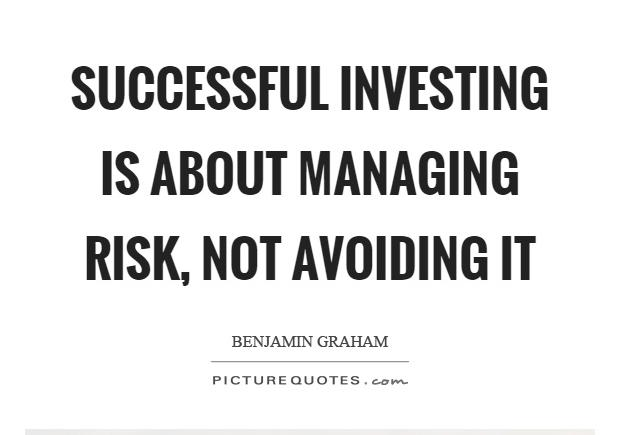 SUCCESSFUL INVESTING
IS ABOUT MANAGING
RISK, NOT AVOIDING IT
BENJAMIN GRAHAM
PICTUREQUOTES.com